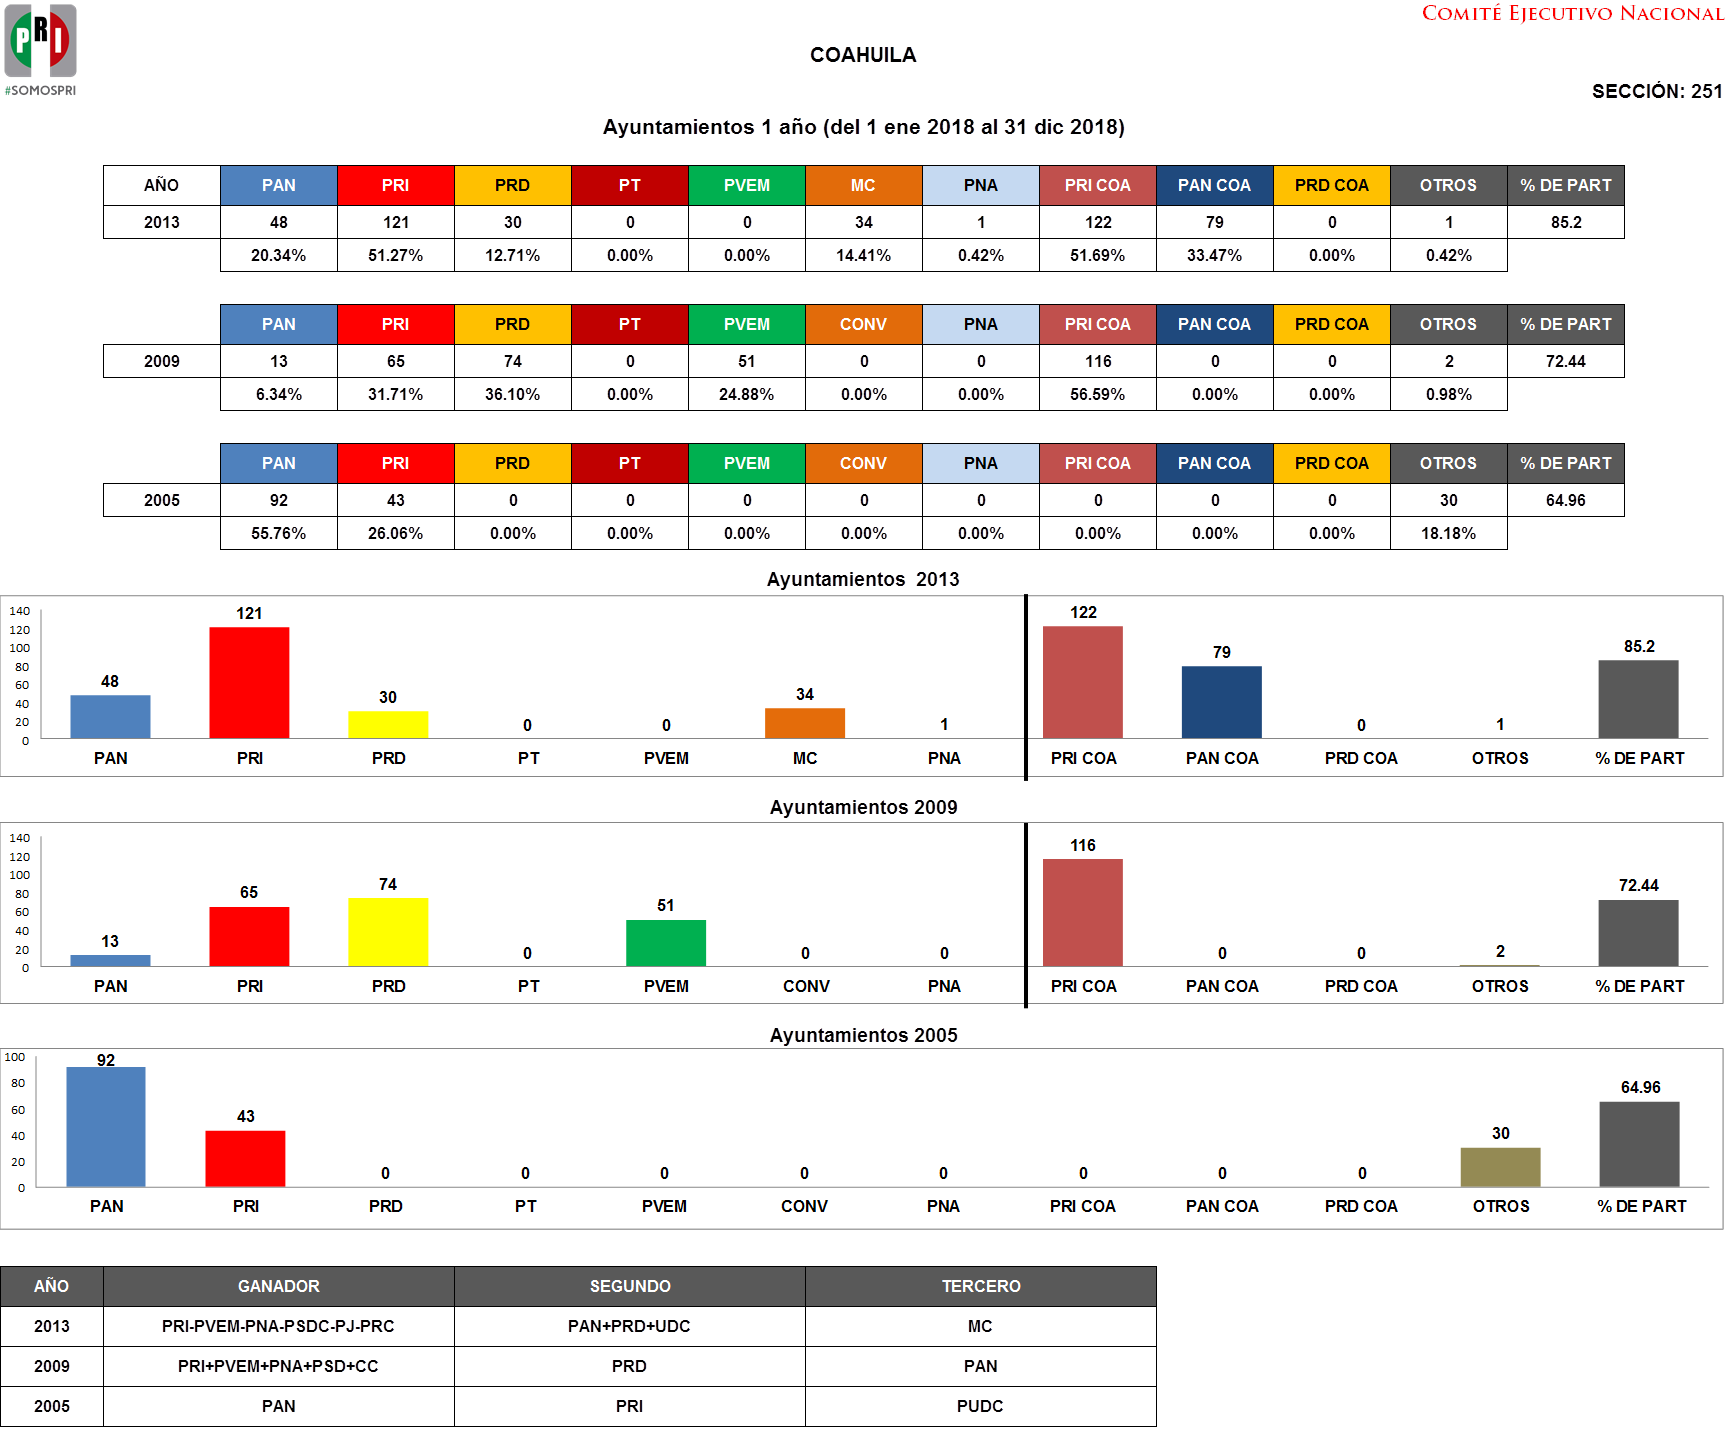 COMITÉ EJECUTIVO NACIONAL
PRI
#SOMOSPRI
COAHUILA
SECCIÓN: 251
Ayuntamientos 1 año (del 1 ene 2018 al 31 dic 2018)
AÑO PAN PRI PRD PT PVEM MC PNA PRI COA PAN COA PRD COA OTROS % DE PART
2013 48 121 30 0 0 34 1 122 79 0 1 85.2
20.34% 51.27% 12.71% 0.00% 0.00% 14.41% 0.42% 51.69% 33.47% 0.00% 0.42%
PAN PRI PRD PT PVEM CONV PNA PRI COA PAN COA PRD COA OTROS % DE PART
2009 13 65 74 0 51 0 0 116 0 0 2 72.44
6.34% 31.71% 36.10% 0.00% 24.88% 0.00% 0.00% 56.59% 0.00% 0.00% 0.98%
PAN PRI PRD PT PVEM CONV PNA PRI COA PAN COA PRD COA OTROS % DE PART
2005 92 43 0 0 0 0 0 0 0 0 30 64.96
55.76% 26.06% 0.00% 0.00% 0.00% 0.00% 0.00% 0.00% 0.00% 0.00% 18.18%
Ayuntamientos 2013
140
120
100
80
60
40
20
0
48 121 30 0 0 34 1 122 79 0 1 85.2
PAN PRI PRD PT PVEM MC PNA PRI COA PAN COA PRD COA OTROS % DE PART
Ayuntamientos 2009
140
120
100
80
60
40
20
0
13 65 74 0 51 0 0 116 0 0 2 72.44
PAN PRI PRD PT PVEM CONV PNA PRI COA PAN COA PRD COA OTROS % DE PART
Ayuntamientos 2005
100
80
60
40
20
0
92 43 0 0 0 0 0 0 0 0 30 64.96
PAN PRI PRD PT PVEM CONV PNA PRI COA PAN COA PRD COA OTROS % DE PART
AÑO GANADOR SEGUNDO TERCERO
2013 PRI-PVEM-PNA-PSDC-PJ-PRC PAN+PRD+UDC MC
2009 PRI+PVEM+PNA+PSD+CC PRD PAN
2005 PAN PRI PUDC